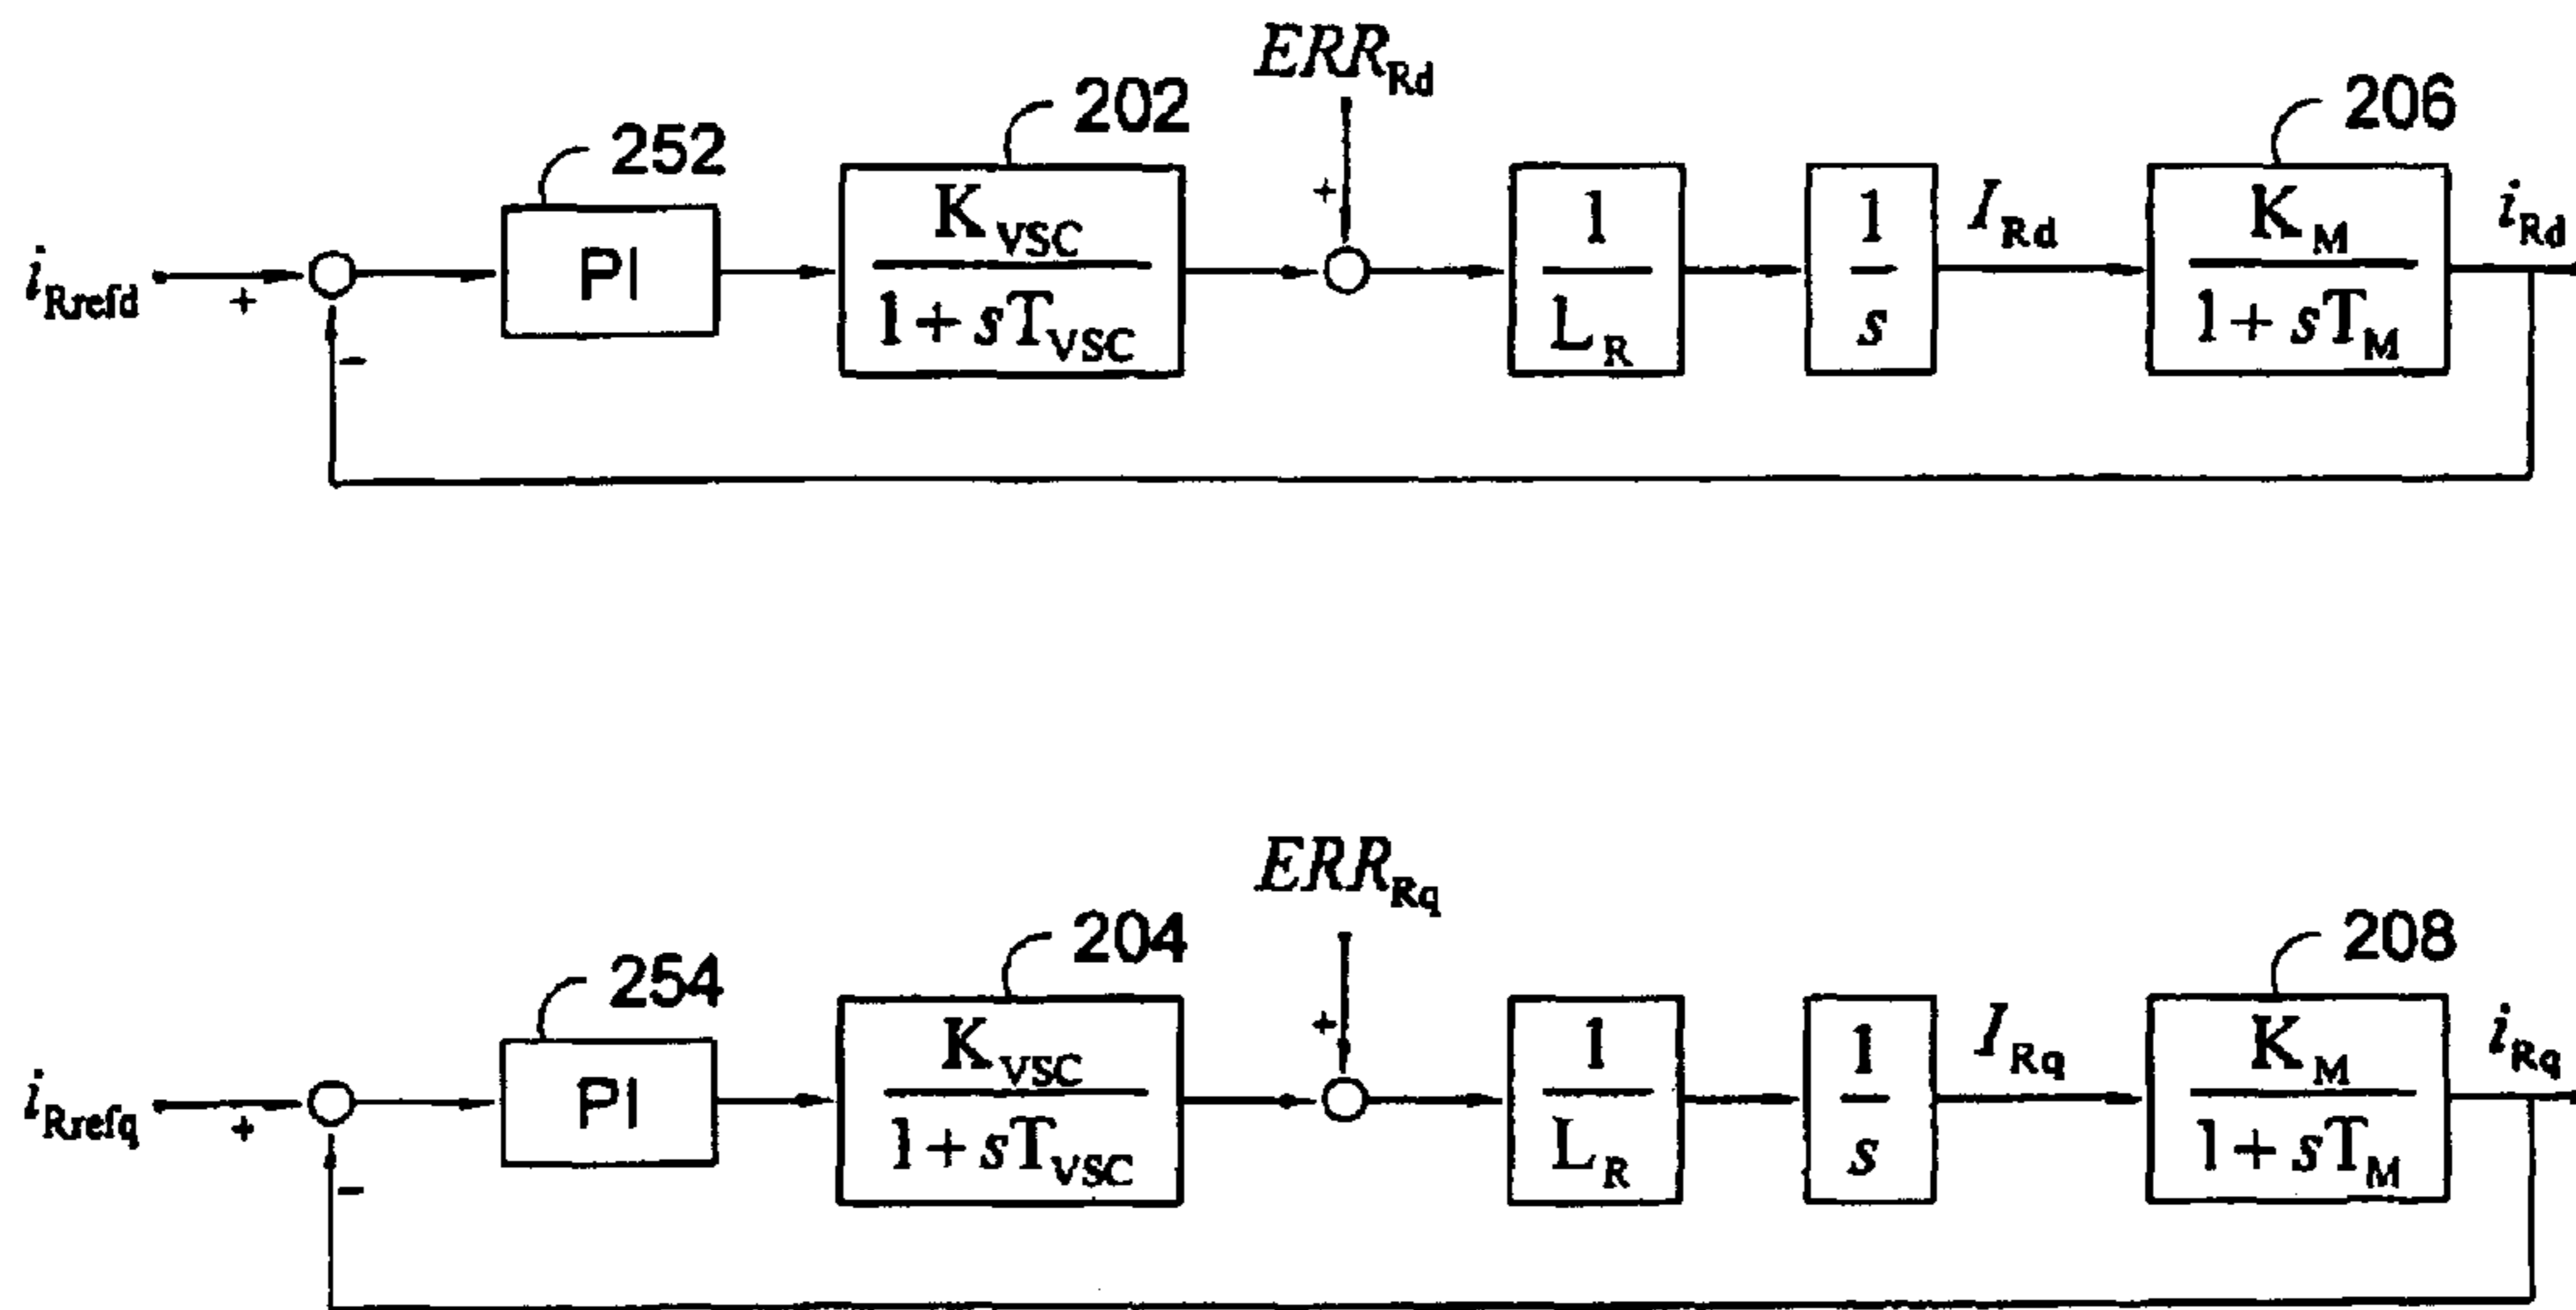 ERR_Rd
252
202
206
i_Rrefd
+
−
PI
K_VSC
1 + sT_VSC
+
1
L_R
1
s
I_Rd
K_M
1 + sT_M
i_Rd
ERR_Rq
254
204
208
i_Rrefq
+
−
PI
K_VSC
1 + sT_VSC
+
1
L_R
1
s
I_Rq
K_M
1 + sT_M
i_Rq